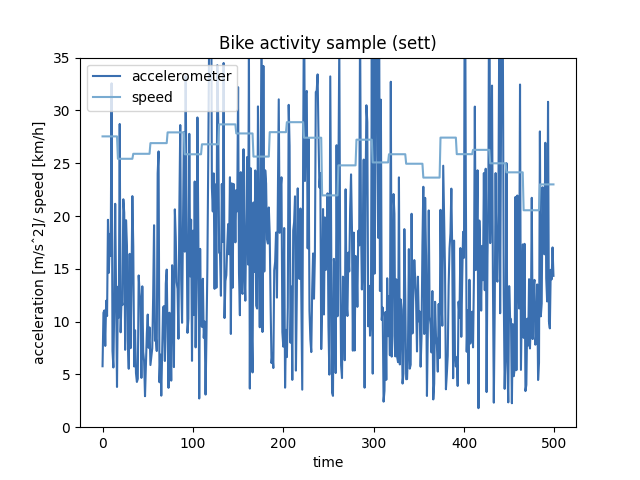 Bike activity sample (sett)
accelerometer
speed
acceleration [m/s^2]/ speed [km/h]
35
30
25
20
15
10
5
0
0 100 200 300 400 500
time